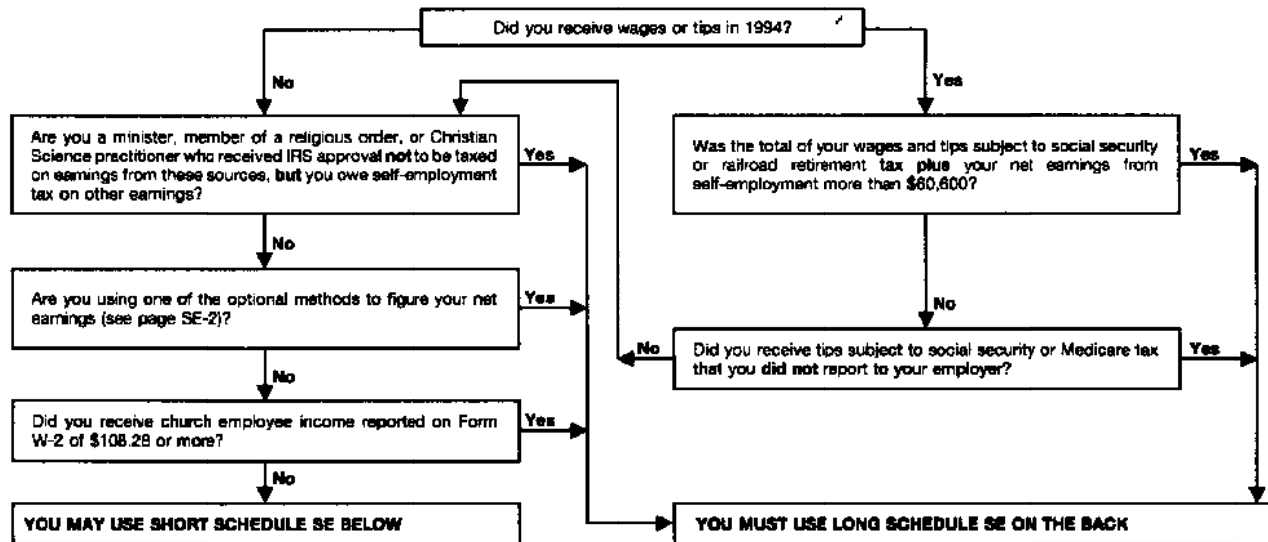 Did you receive wages or tips in 1994?
No
Yes
Are you a minister, member of a religious order, or Christian
Science practitioner who received IRS approval not to be taxed
on earnings from these sources, but you owe self-employment
tax on other earnings?
Yes
Was the total of your wages and tips subject to social security
or railroad retirement tax plus your net earnings from
self-employment more than $60,600?
Yes
No
No
Are you using one of the optional methods to figure your net
earnings (see page SE-2)?
Yes
No
Did you receive tips subject to social security or Medicare tax
that you did not report to your employer?
Yes
No
Did you receive church employee income reported on Form
W-2 of $108.28 or more?
Yes
No
YOU MAY USE SHORT SCHEDULE SE BELOW
YOU MUST USE LONG SCHEDULE SE ON THE BACK